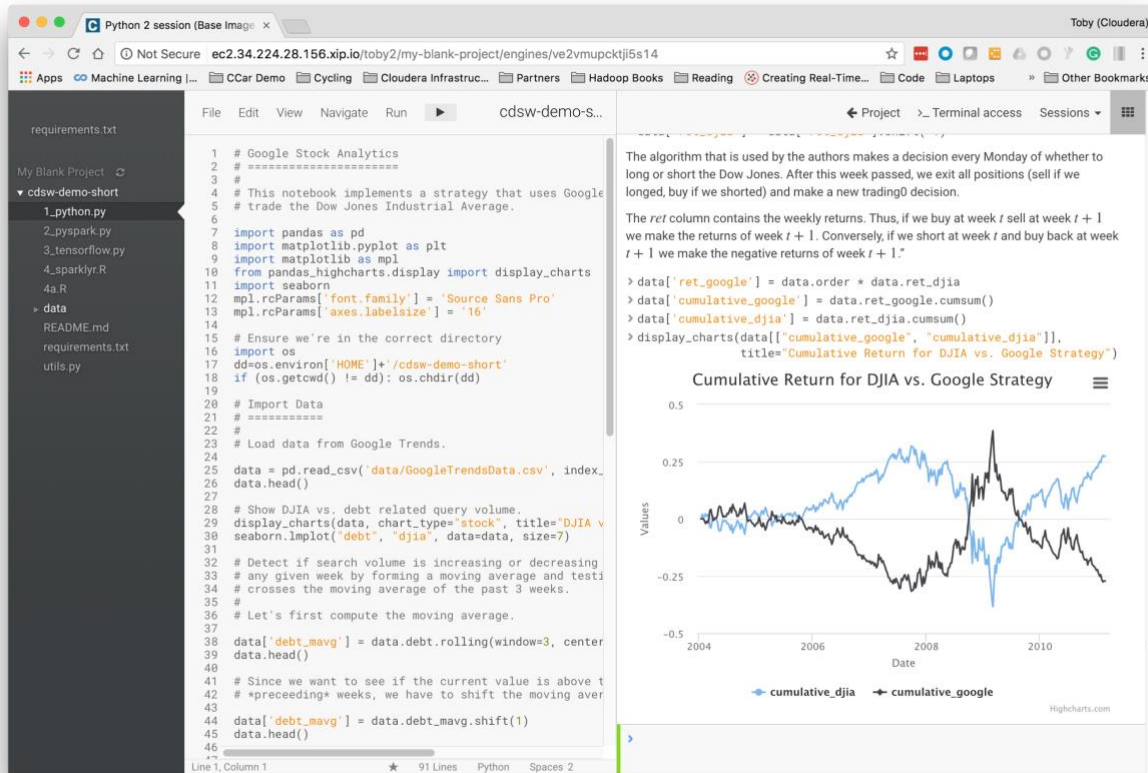 Python 2 session (Base Image
Toby (Cloudera)
Not Secure ec2.34.224.28.156.xip.io/toby2/my-blank-project/engines/ve2vmupcktji5s14
Apps Machine Learning |... CCar Demo Cycling Cloudera Infrastruc... Partners Hadoop Books Reading Creating Real-Time... Code Laptops » Other Bookmarks
requirements.txt
My Blank Project
cdsw-demo-short
1_python.py
2_pyspark.py
3_tensorflow.py
4_sparklyr.R
4a.R
data
README.md
requirements.txt
utils.py
File Edit View Navigate Run cdsw-demo-s...
1 # Google Stock Analytics
2 # ======================
3 #
4 # This notebook implements a strategy that uses Google
5 # trade the Dow Jones Industrial Average.
6
7 import pandas as pd
8 import matplotlib.pyplot as plt
9 import matplotlib as mpl
10 from pandas_highcharts.display import display_charts
11 import seaborn
12 mpl.rcParams['font.family'] = 'Source Sans Pro'
13 mpl.rcParams['axes.labelsize'] = '16'
14
15 # Ensure we're in the correct directory
16 import os
17 dd=os.environ['HOME']+'/cdsw-demo-short'
18 if (os.getcwd() != dd): os.chdir(dd)
19
20 # Import Data
21 # ===========
22 #
23 # Load data from Google Trends.
24
25 data = pd.read_csv('data/GoogleTrendsData.csv', index_
26 data.head()
27
28 # Show DJIA vs. debt related query volume.
29 display_charts(data, chart_type="stock", title="DJIA v
30 seaborn.lmplot("debt", "djia", data=data, size=7)
31
32 # Detect if search volume is increasing or decreasing
33 # any given week by forming a moving average and testi
34 # crosses the moving average of the past 3 weeks.
35 #
36 # Let's first compute the moving average.
37
38 data['debt_mavg'] = data.debt.rolling(window=3, center
39 data.head()
40
41 # Since we want to see if the current value is above t
42 # *preceeding* weeks, we have to shift the moving aver
43
44 data['debt_mavg'] = data.debt_mavg.shift(1)
45 data.head()
46
Line 1, Column 1 ★ 91 Lines Python Spaces 2
Project >_ Terminal access Sessions
The algorithm that is used by the authors makes a decision every Monday of whether to
long or short the Dow Jones. After this week passed, we exit all positions (sell if we
longed, buy if we shorted) and make a new trading0 decision.
The ret column contains the weekly returns. Thus, if we buy at week t sell at week t + 1
we make the returns of week t + 1. Conversely, if we short at week t and buy back at week
t + 1 we make the negative returns of week t + 1."
> data['ret_google'] = data.order * data.ret_djia
> data['cumulative_google'] = data.ret_google.cumsum()
> data['cumulative_djia'] = data.ret_djia.cumsum()
> display_charts(data[["cumulative_google", "cumulative_djia"]],
title="Cumulative Return for DJIA vs. Google Strategy")
Cumulative Return for DJIA vs. Google Strategy
0.5
0.25
0
-0.25
-0.5
Values
2004 2006 2008 2010
Date
cumulative_djia cumulative_google
Highcharts.com
>